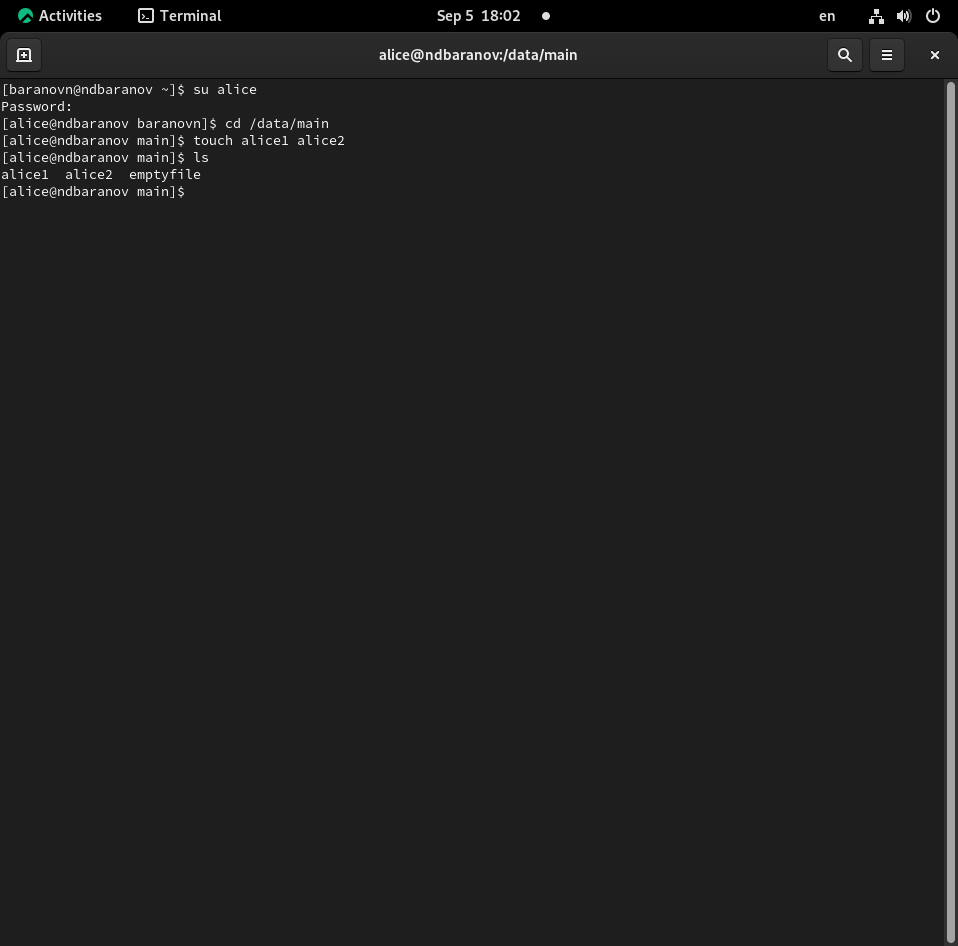 Activities Terminal Sep 5 18:02 en
alice@ndbaranov:/data/main
[baranovn@ndbaranov ~]$ su alice
Password:
[alice@ndbaranov baranovn]$ cd /data/main
[alice@ndbaranov main]$ touch alice1 alice2
[alice@ndbaranov main]$ ls
alice1  alice2  emptyfile
[alice@ndbaranov main]$